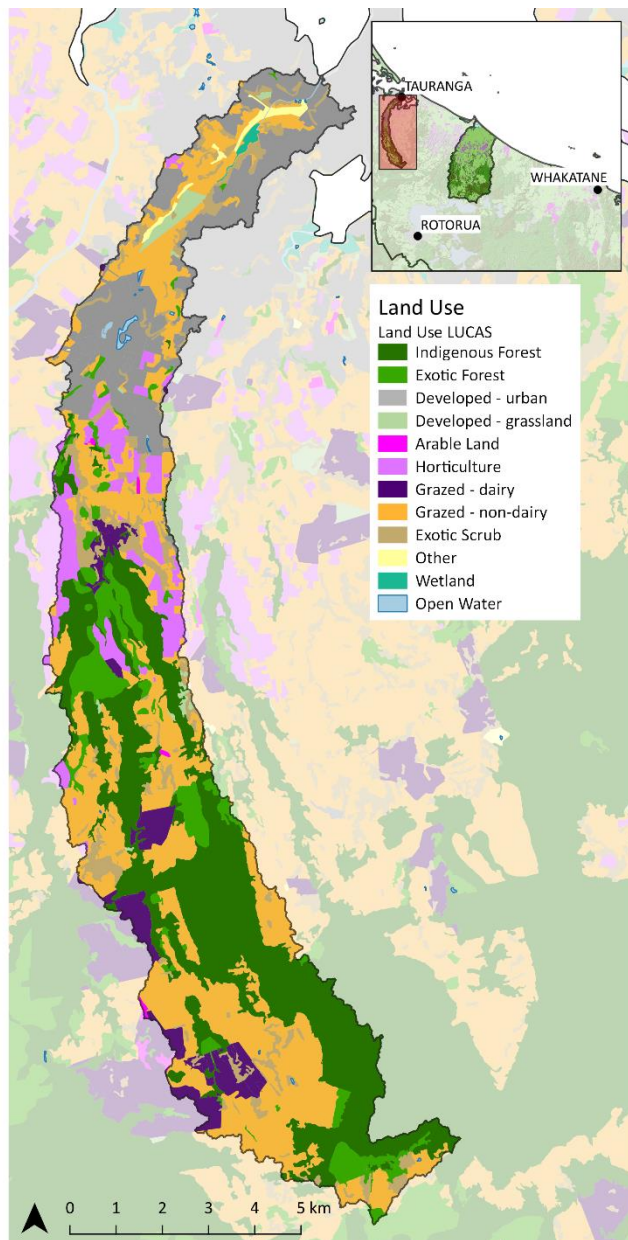 TAURANGA
WHAKATANE
ROTORUA
Land Use
Land Use LUCAS
Indigenous Forest
Exotic Forest
Developed - urban
Developed - grassland
Arable Land
Horticulture
Grazed - dairy
Grazed - non-dairy
Exotic Scrub
Other
Wetland
Open Water
0 1 2 3 4 5 km